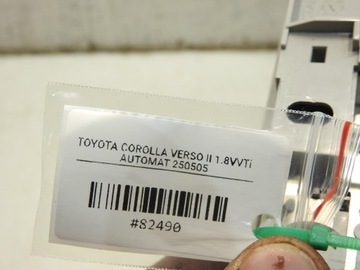 TOYOTA COROLLA VERSO II 1.8VVTi
AUTOMAT 250505
#82490